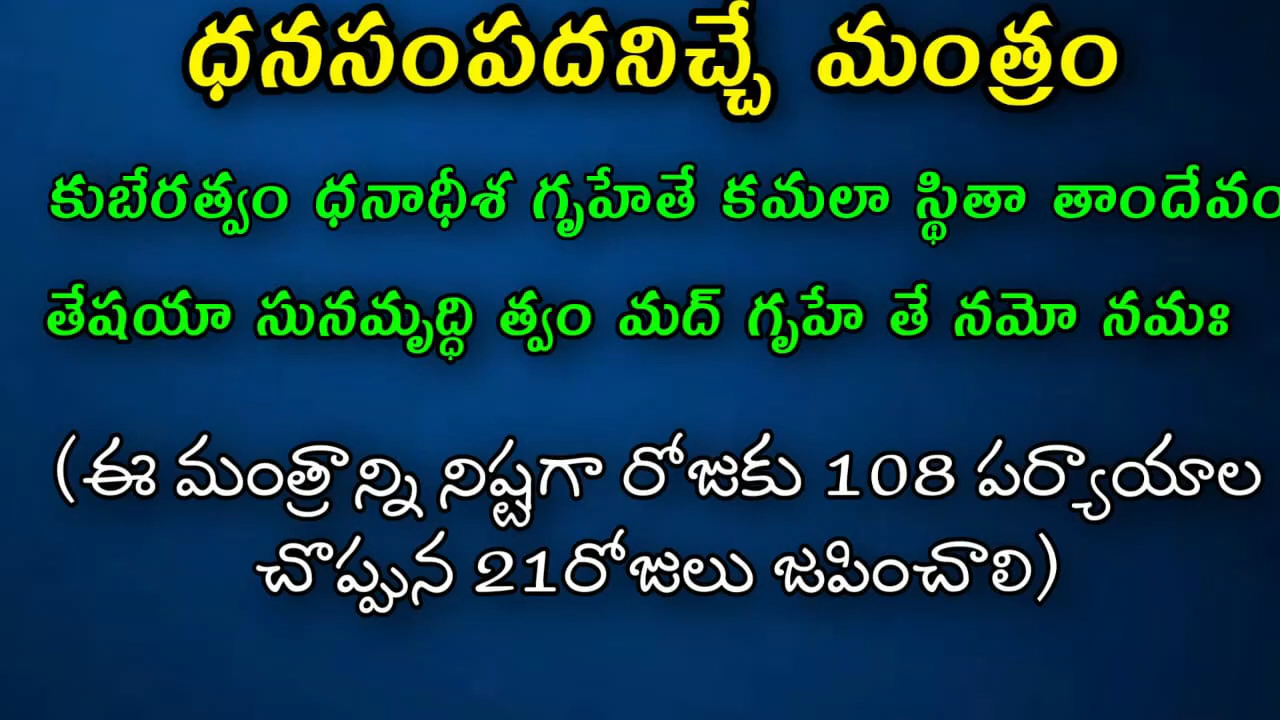 ధనసంపదనిచ్చే మంత్రం
కుబేరత్వం ధనాధీశ గృహేతే కమలా స్థితా తాందేవం
తేషయా సునమృద్ధి త్వం మద్ గృహే తే నమో నమః
(ఈ మంత్రాన్ని నిష్టగా రోజుకు 108 పర్యాయాల
చొప్పున 21రోజులు జపించాలి)